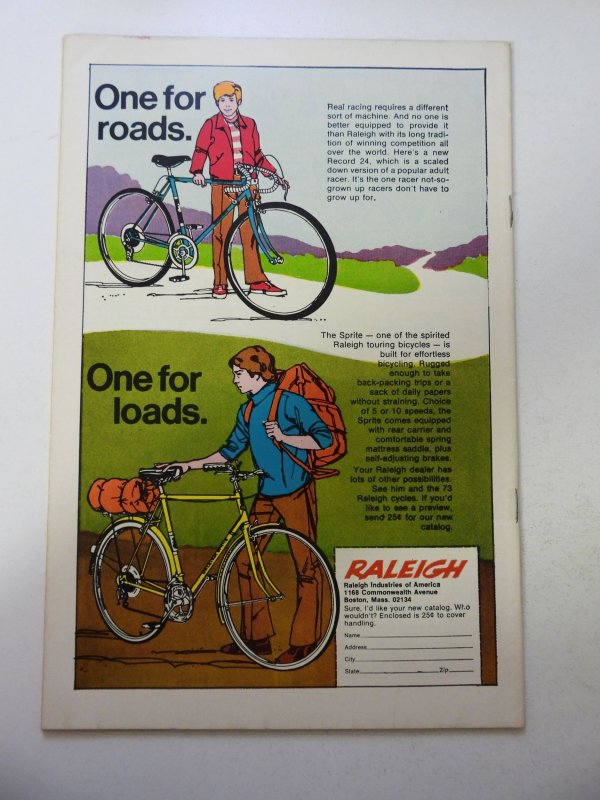 One for
roads.
Real racing requires a different
sort of machine. And no one is
better equipped to provide it
than Raleigh with its long tradi-
tion of winning competition all
over the world. Here's a new
Record 24, which is a scaled
down version of a popular adult
racer. It's the one racer not-so-
grown up racers don't have to
grow up for.
The Sprite — one of the spirited
Raleigh touring bicycles — is
built for effortless
bicycling. Rugged
enough to take
back-packing trips or a
sack of daily papers
without straining. Choice
of 5 or 10 speeds, the
Sprite comes equipped
with rear carrier and
comfortable spring
mattress saddle, plus
self-adjusting brakes.
Your Raleigh dealer has
lots of other possibilities.
See him and the 73
Raleigh cycles. If you'd
like to see a preview,
send 25¢ for our new
catalog.
One for
loads.
RALEIGH
Raleigh Industries of America
1168 Commonwealth Avenue
Boston, Mass. 02134
Sure, I'd like your new catalog. Who
wouldn't? Enclosed is 25¢ to cover
handling.
Name
Address
City
State Zip